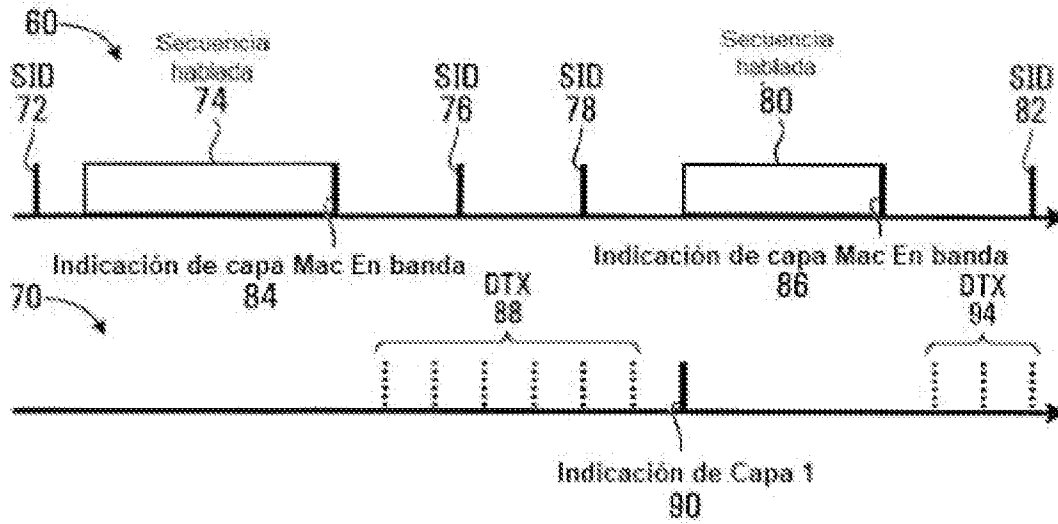 60
SID
72
Secuencia
hablada
74
SID
76
SID
78
Secuencia
hablada
80
SID
82
Indicación de capa Mac En banda
84
Indicación de capa Mac En banda
86
70
DTX
88
DTX
94
Indicación de Capa 1
90